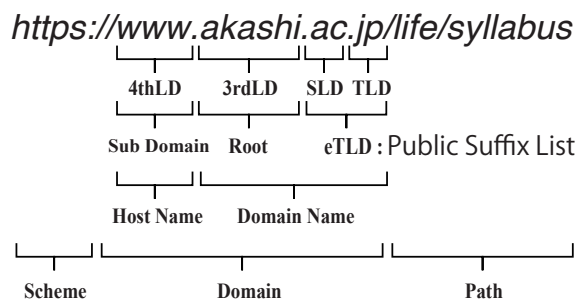 https://www.akashi.ac.jp/life/syllabus
4thLD 3rdLD SLD TLD
Sub Domain Root eTLD : Public Suffix List
Host Name Domain Name
Scheme Domain Path